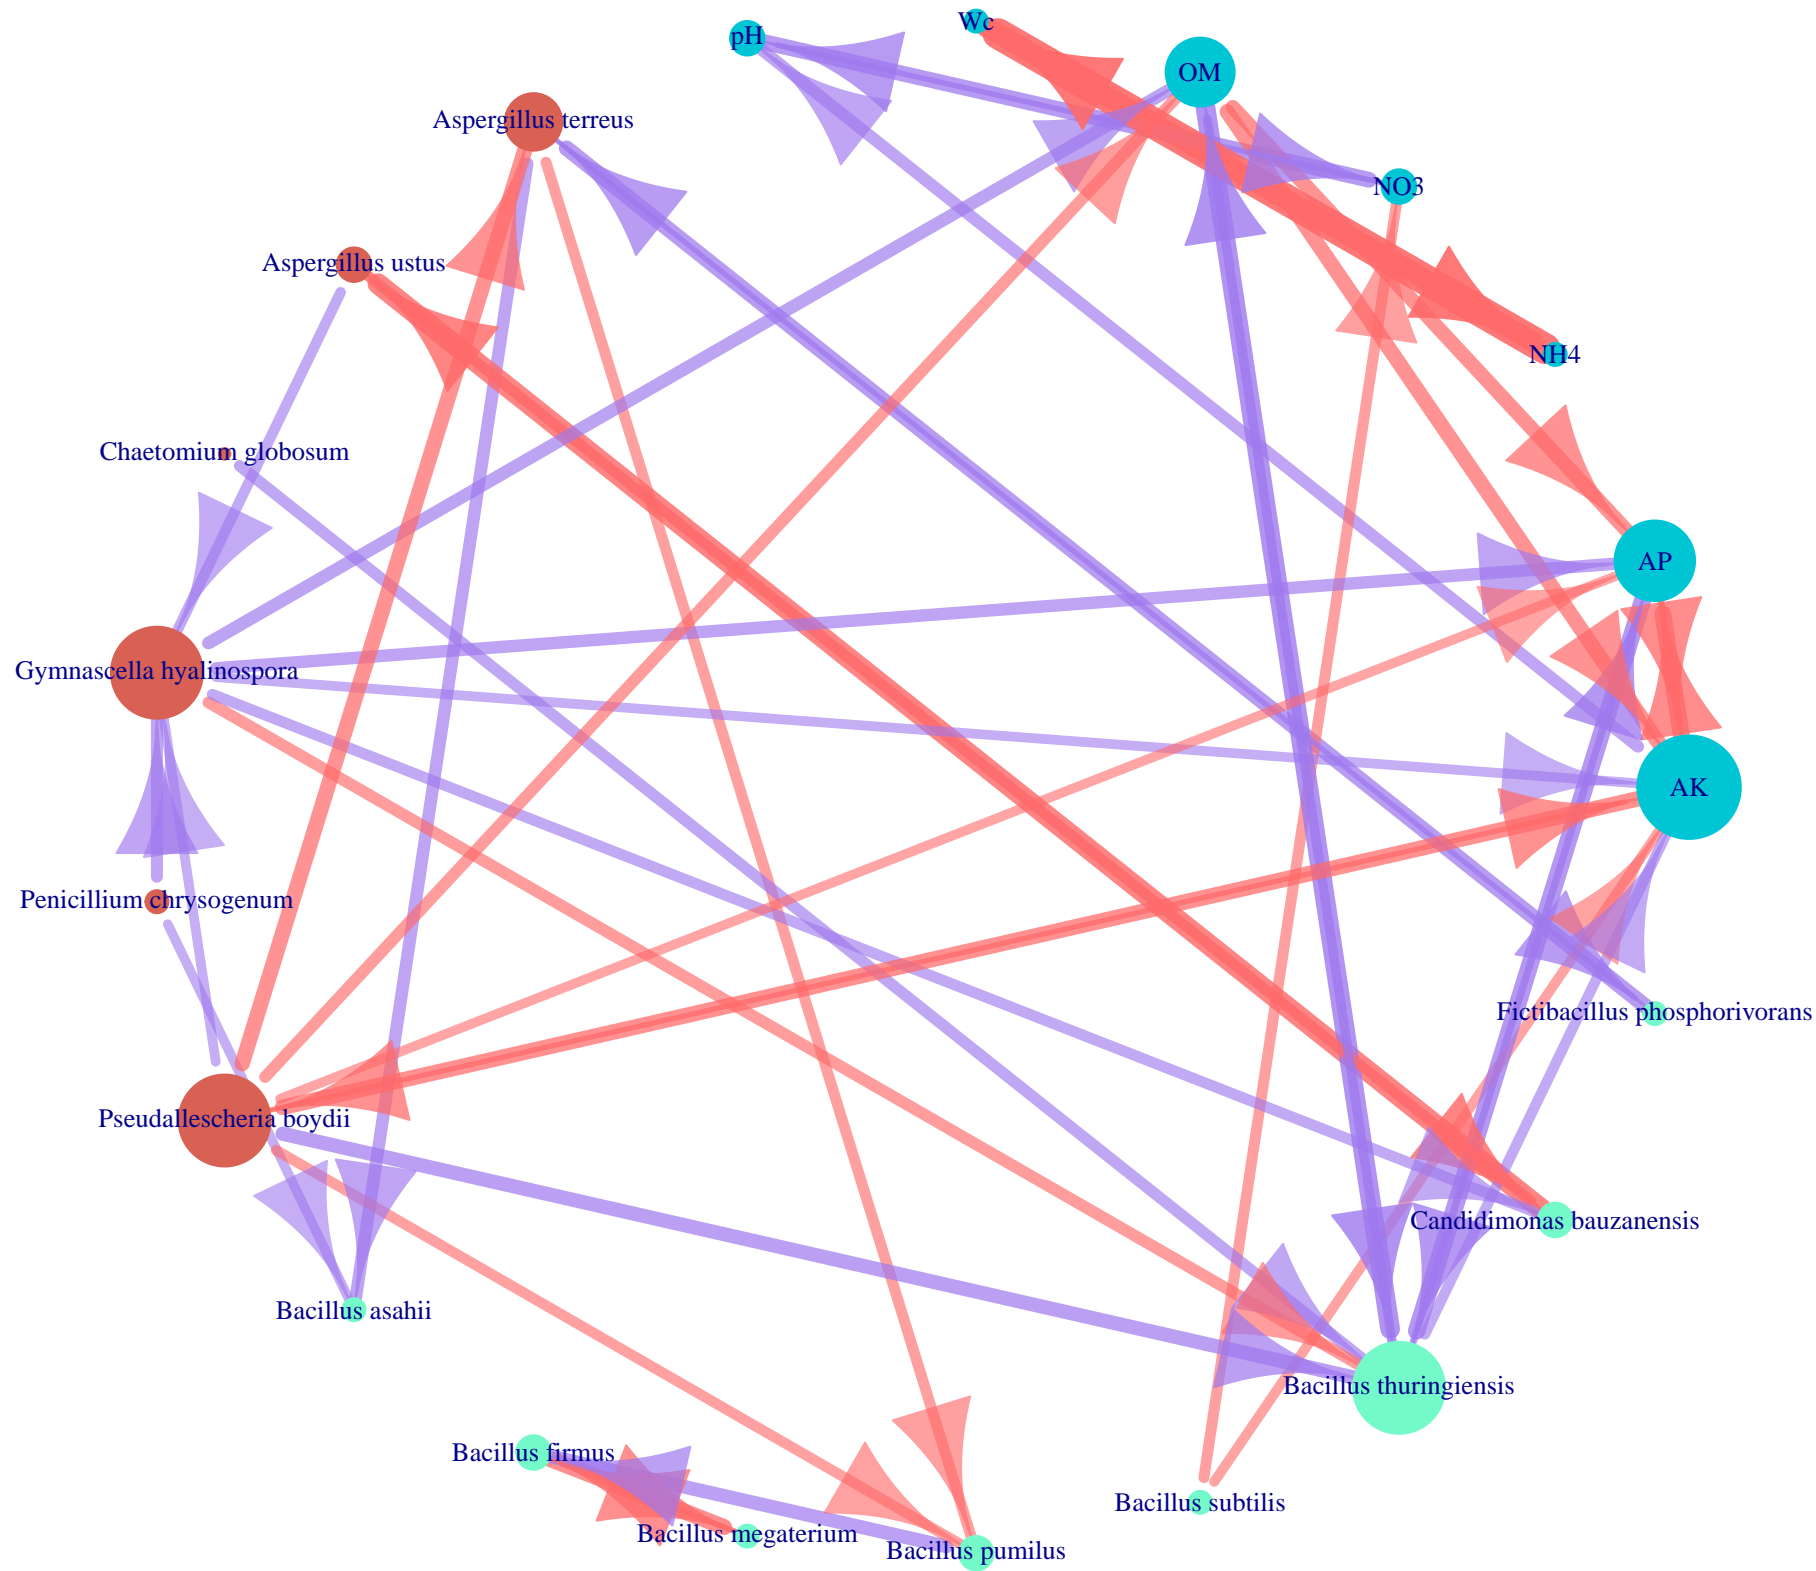 Wc
pH
OM
Aspergillus terreus
NO3
Aspergillus ustus
NH4
Chaetomium globosum
AP
Gymnascella hyalinospora
AK
Penicillium chrysogenum
Fictibacillus phosphorivorans
Pseudallescheria boydii
Candidimonas bauzanensis
Bacillus asahii
Bacillus thuringiensis
Bacillus firmus
Bacillus subtilis
Bacillus megaterium
Bacillus pumilus